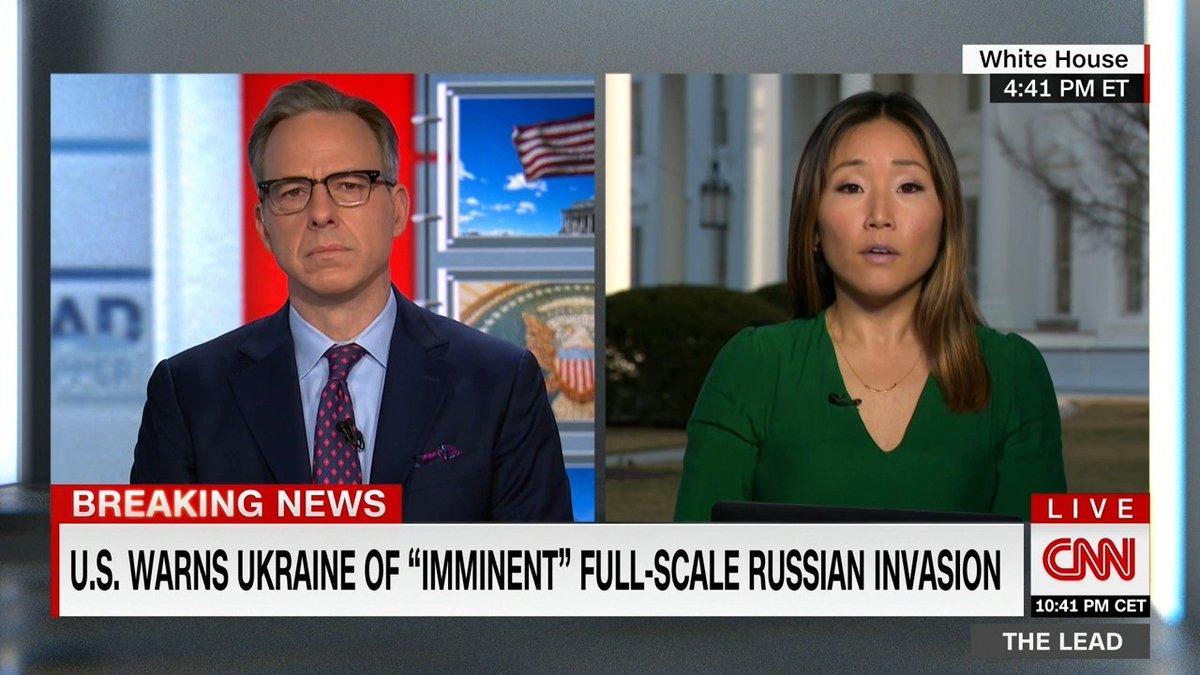 White House
4:41 PM ET
AD
BREAKING NEWS
U.S. WARNS UKRAINE OF “IMMINENT” FULL-SCALE RUSSIAN INVASION
LIVE
CNN
10:41 PM CET
THE LEAD